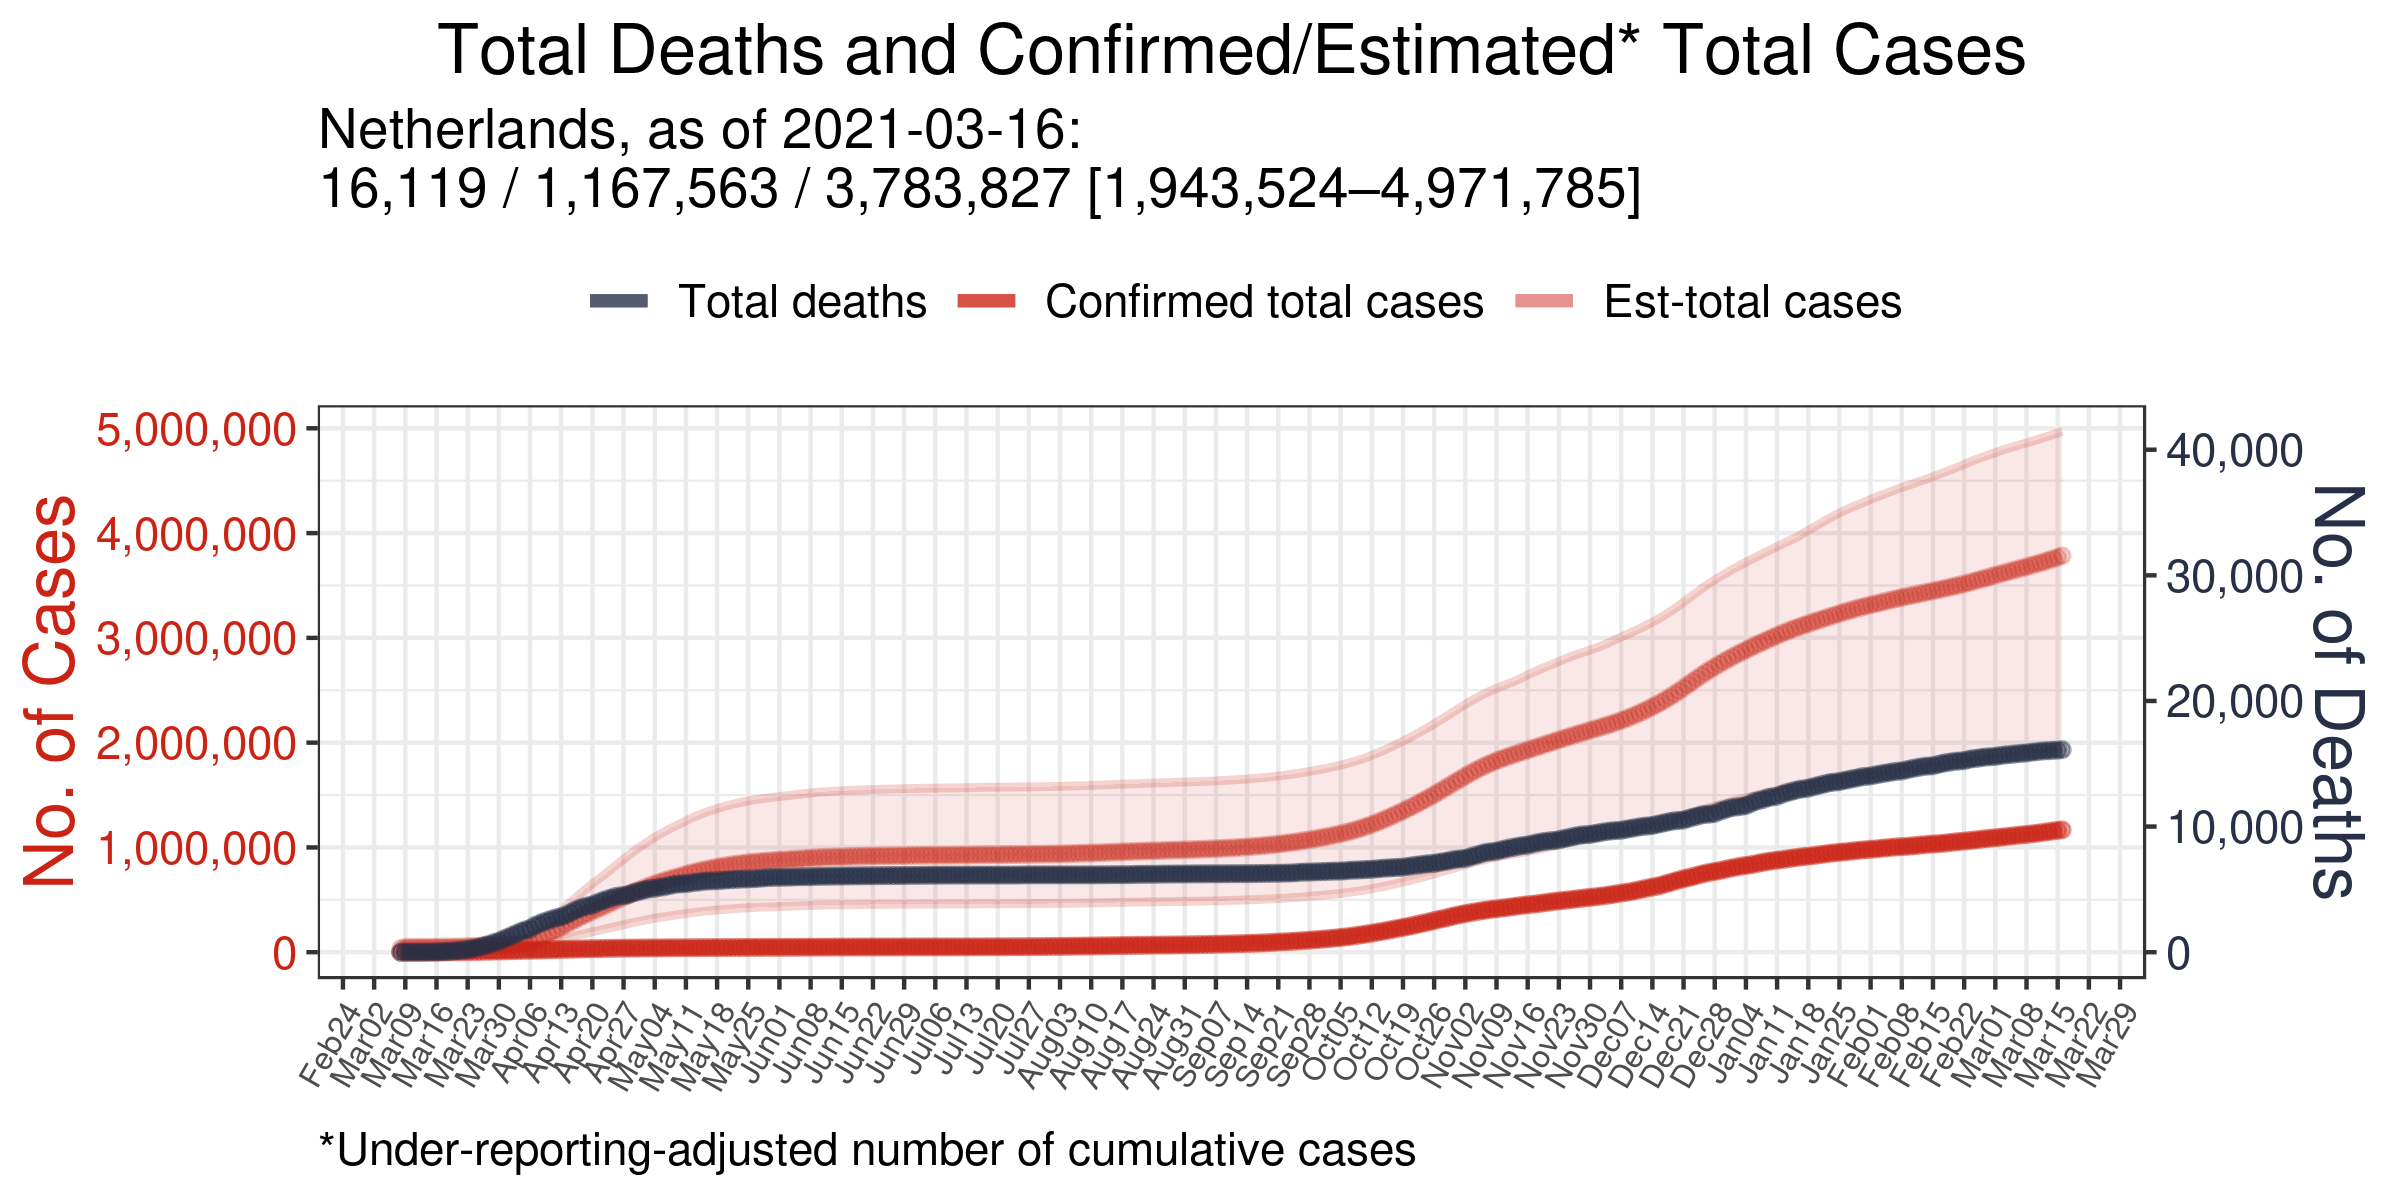 Total Deaths and Confirmed/Estimated* Total Cases
Netherlands, as of 2021-03-16:
16,119 / 1,167,563 / 3,783,827 [1,943,524–4,971,785]
Total deaths
Confirmed total cases
Est-total cases
No. of Cases
5,000,000
4,000,000
3,000,000
2,000,000
1,000,000
0
40,000
30,000
20,000
10,000
0
No. of Deaths
Feb24
Mar02
Mar09
Mar16
Mar23
Mar30
Apr06
Apr13
Apr20
Apr27
May04
May11
May18
May25
Jun01
Jun08
Jun15
Jun22
Jun29
Jul06
Jul13
Jul20
Jul27
Aug03
Aug10
Aug17
Aug24
Aug31
Sep07
Sep14
Sep21
Sep28
Oct05
Oct12
Oct19
Oct26
Nov02
Nov09
Nov16
Nov23
Nov30
Dec07
Dec14
Dec21
Dec28
Jan04
Jan11
Jan18
Jan25
Feb01
Feb08
Feb15
Feb22
Mar01
Mar08
Mar15
Mar22
Mar29
*Under-reporting-adjusted number of cumulative cases